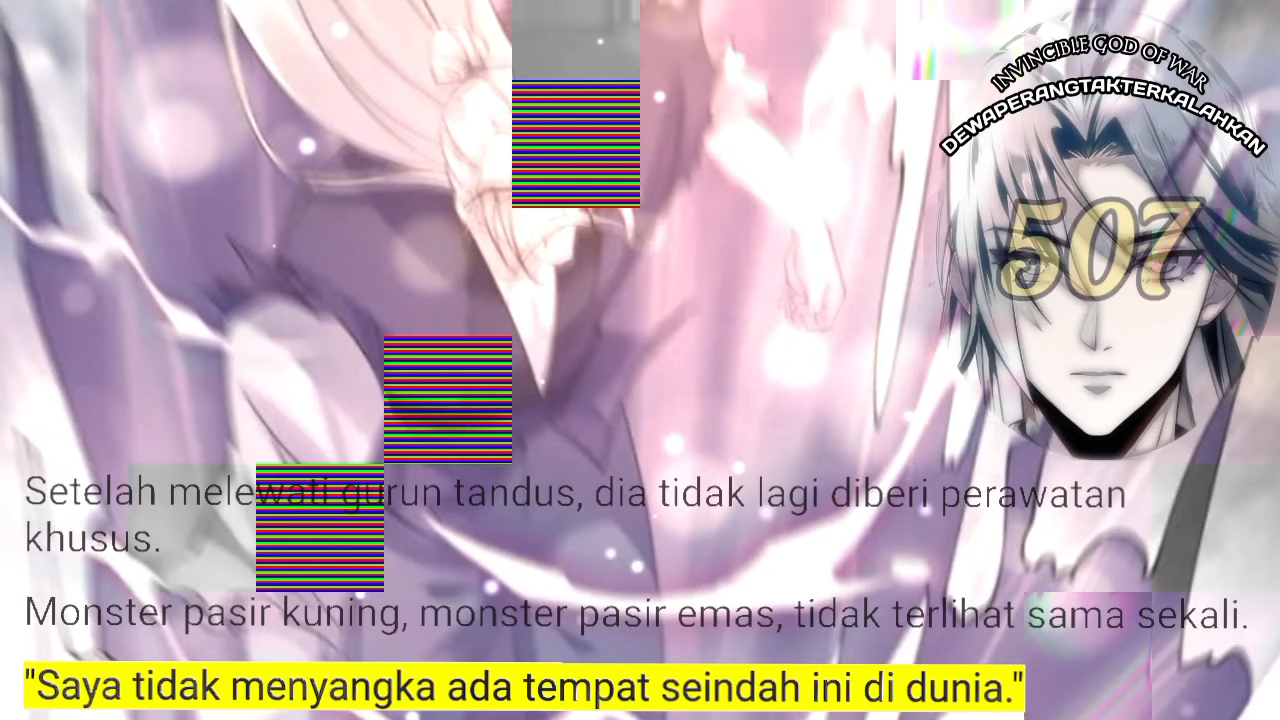 INVINCIBLE GOD OF WAR
DEWAPERANGTAKTERKALAHKAN
507
Setelah melewati gurun tandus, dia tidak lagi diberi perawatan
khusus.
Monster pasir kuning, monster pasir emas, tidak terlihat sama sekali.
"Saya tidak menyangka ada tempat seindah ini di dunia."